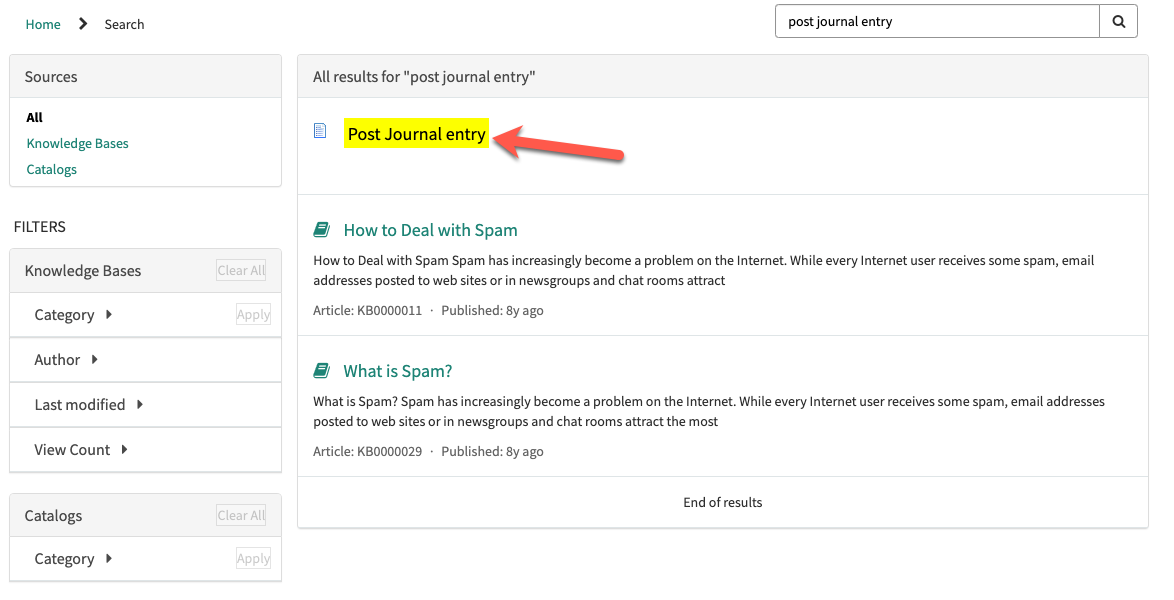 Home > Search
post journal entry
Sources
All
Knowledge Bases
Catalogs
FILTERS
Knowledge Bases Clear All
Category Apply
Author
Last modified
View Count
Catalogs Clear All
Category Apply
All results for "post journal entry"
Post Journal entry
How to Deal with Spam
How to Deal with Spam Spam has increasingly become a problem on the Internet. While every Internet user receives some spam, email
addresses posted to web sites or in newsgroups and chat rooms attract
Article: KB0000011 · Published: 8y ago
What is Spam?
What is Spam? Spam has increasingly become a problem on the Internet. While every Internet user receives some spam, email addresses
posted to web sites or in newsgroups and chat rooms attract the most
Article: KB0000029 · Published: 8y ago
End of results